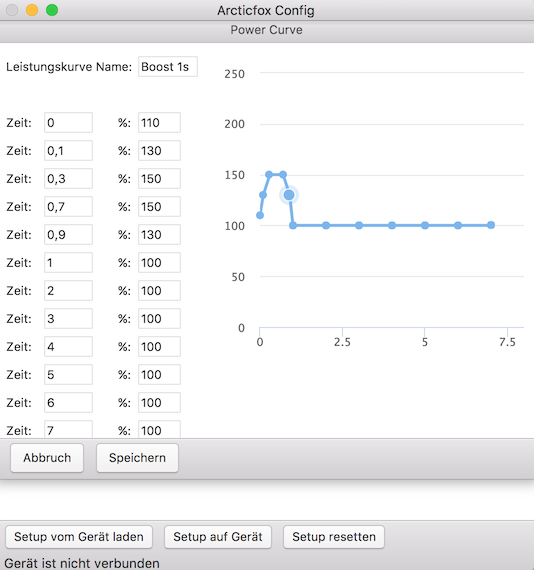 Arcticfox Config
Power Curve
Leistungskurve Name: Boost 1s
Zeit: 0 %: 110
Zeit: 0,1 %: 130
Zeit: 0,3 %: 150
Zeit: 0,7 %: 150
Zeit: 0,9 %: 130
Zeit: 1 %: 100
Zeit: 2 %: 100
Zeit: 3 %: 100
Zeit: 4 %: 100
Zeit: 5 %: 100
Zeit: 6 %: 100
Zeit: 7 %: 100
250
200
150
100
50
0
0 2.5 5 7.5
Abbruch Speichern
Setup vom Gerät laden Setup auf Gerät Setup resetten
Gerät ist nicht verbunden